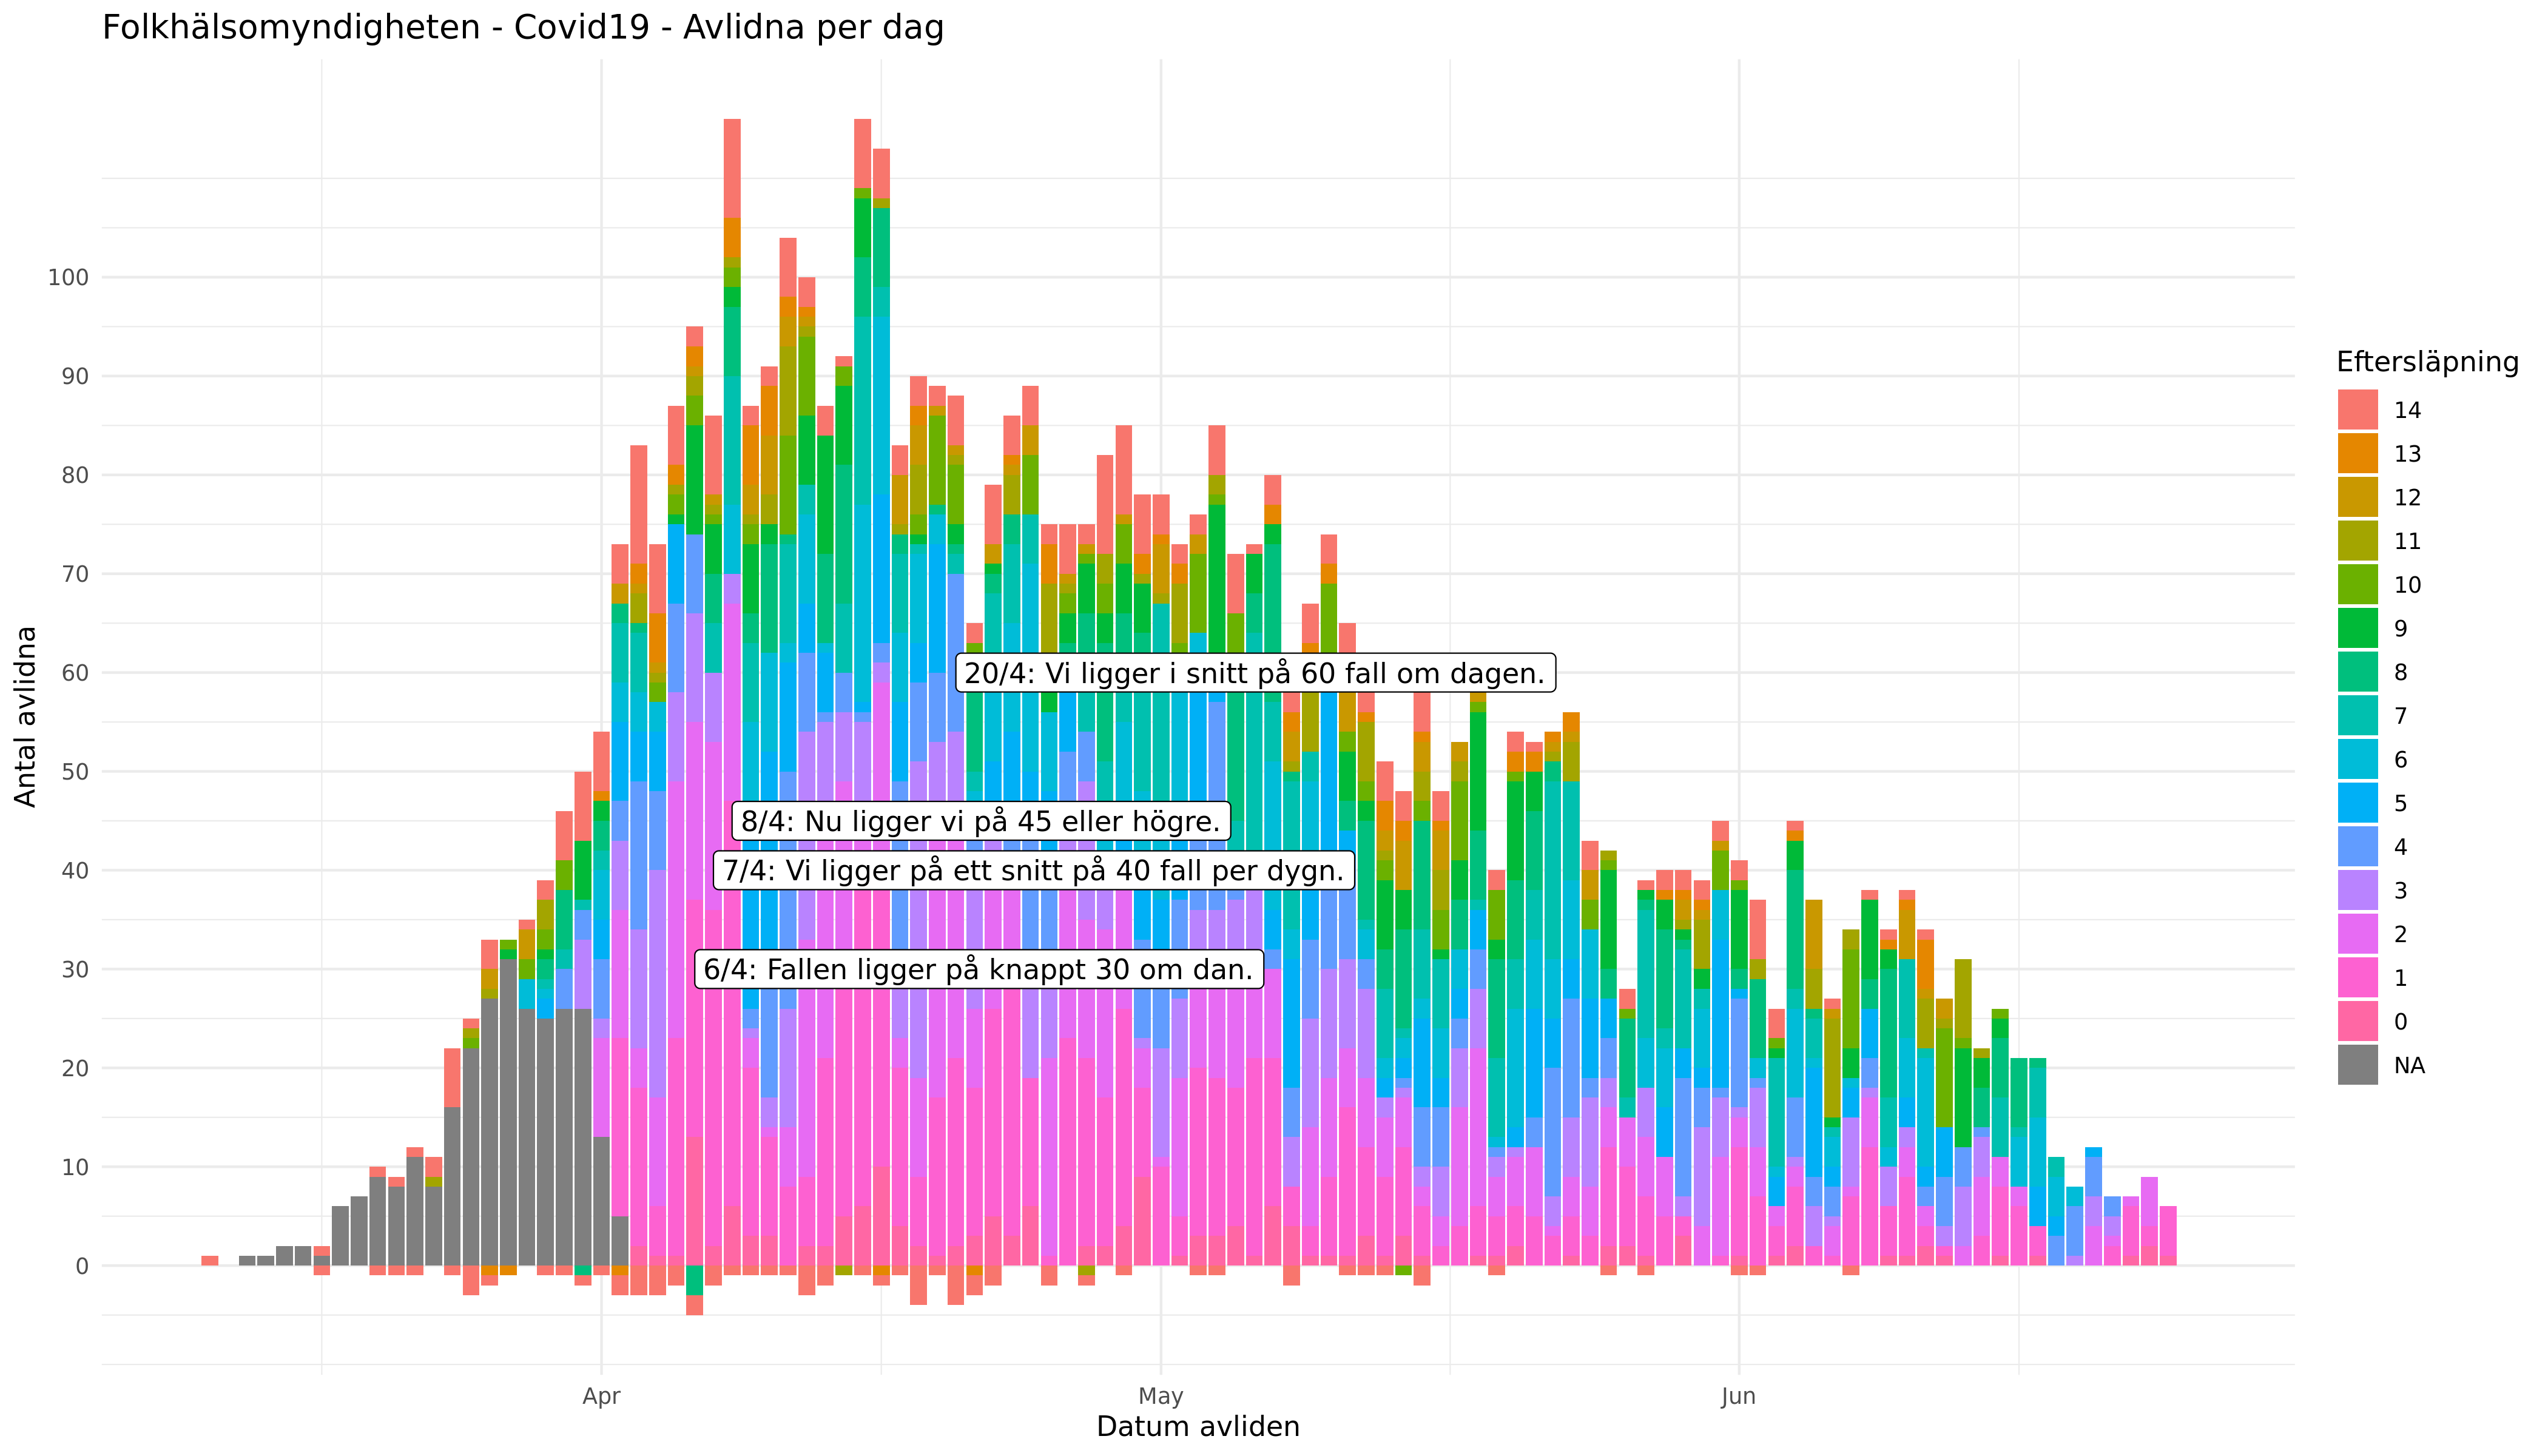 Folkhälsomyndigheten - Covid19 - Avlidna per dag
Antal avlidna
100
90
80
70
60
50
40
30
20
10
0
20/4: Vi ligger i snitt på 60 fall om dagen.
8/4: Nu ligger vi på 45 eller högre.
7/4: Vi ligger på ett snitt på 40 fall per dygn.
6/4: Fallen ligger på knappt 30 om dan.
Apr
May
Jun
Datum avliden
Eftersläpning
14
13
12
11
10
9
8
7
6
5
4
3
2
1
0
NA